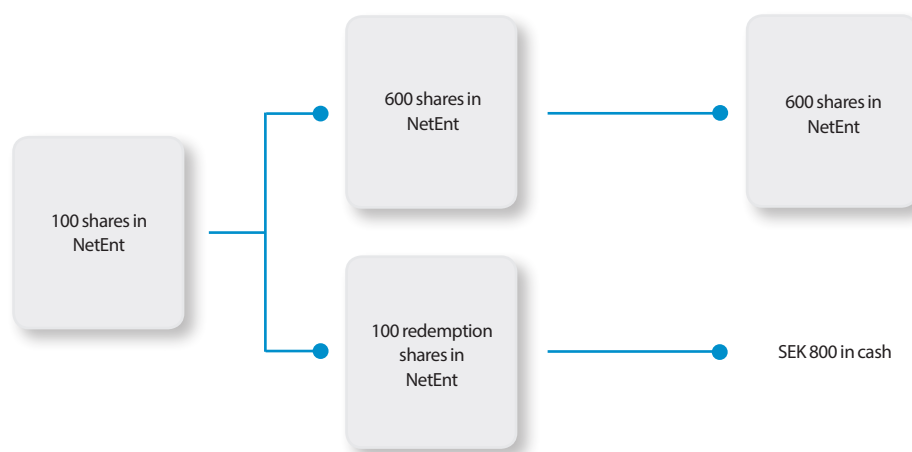 100 shares in
NetEnt
600 shares in
NetEnt
600 shares in
NetEnt
100 redemption
shares in
NetEnt
SEK 800 in cash